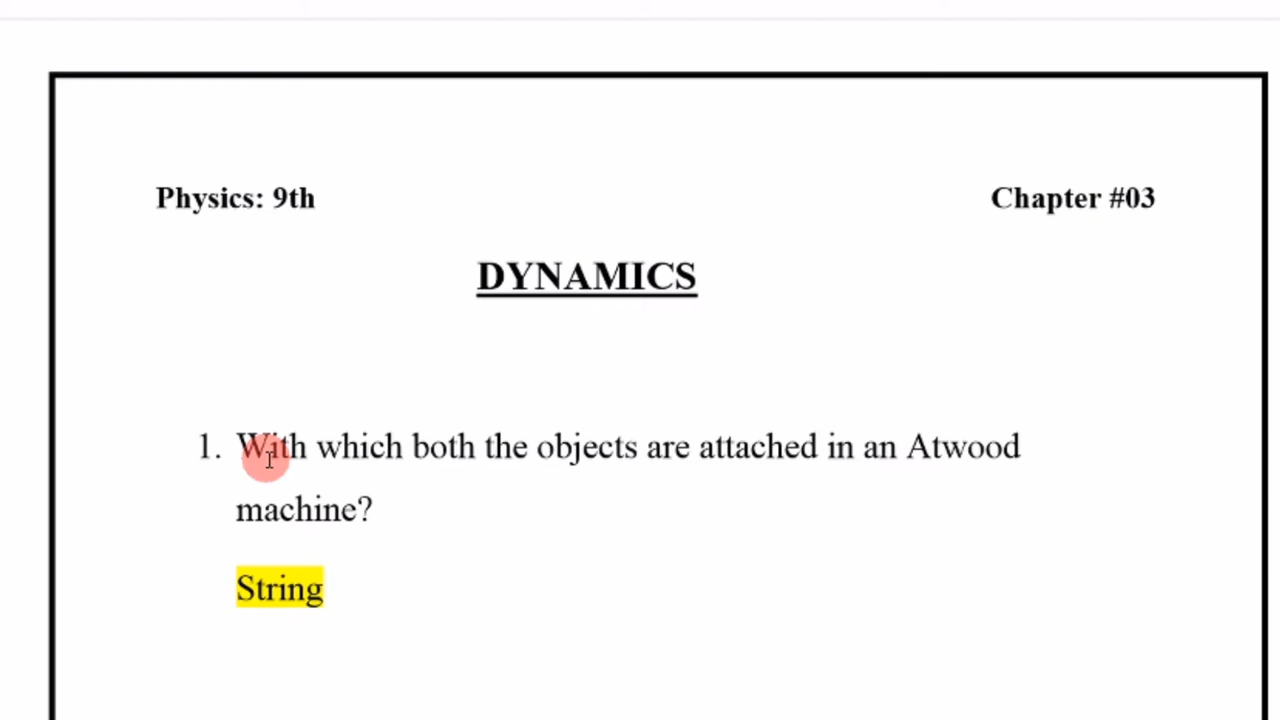 Physics: 9th Chapter #03
DYNAMICS
1. With which both the objects are attached in an Atwood
machine?
String